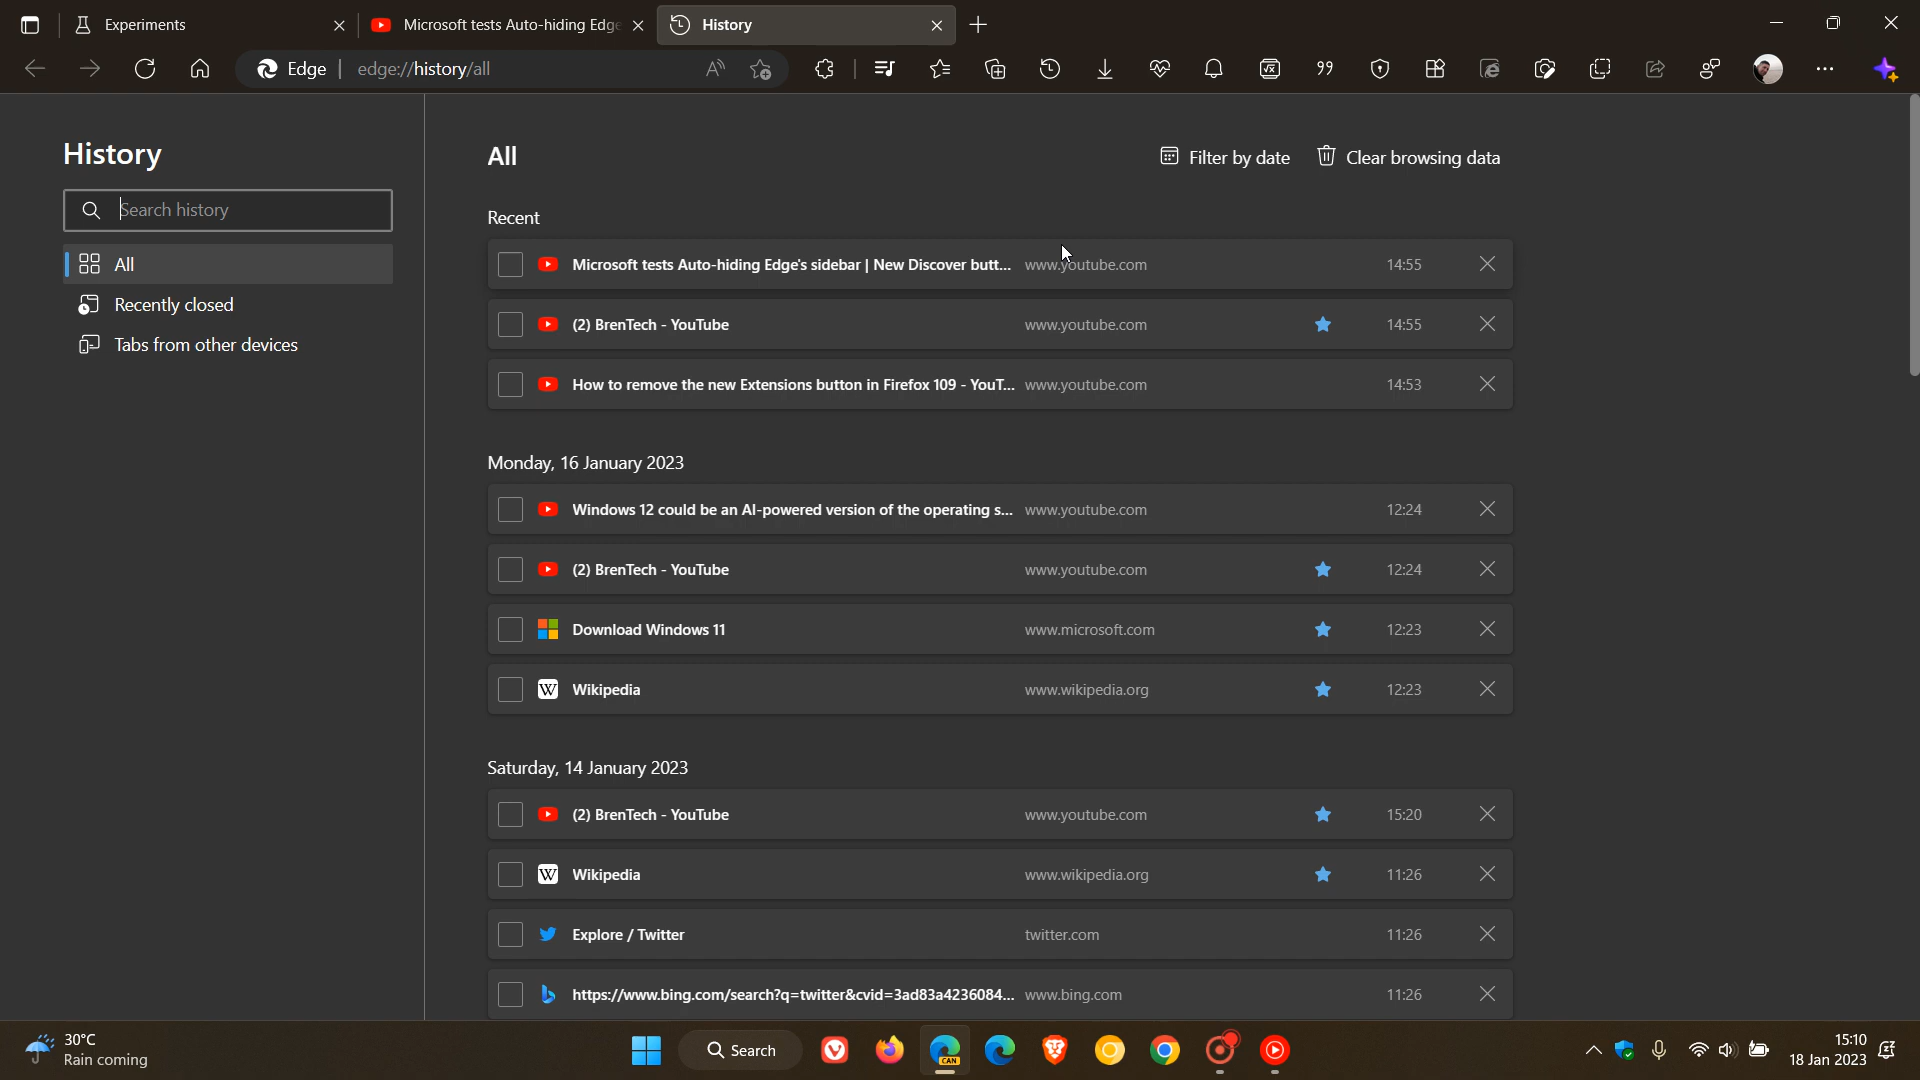 Experiments
Microsoft tests Auto-hiding Edge
History
Edge | edge://history/all
History
Search history
All
Recently closed
Tabs from other devices
All
Filter by date
Clear browsing data
Recent
Microsoft tests Auto-hiding Edge's sidebar | New Discover butt... www.youtube.com 14:55
(2) BrenTech - YouTube www.youtube.com 14:55
How to remove the new Extensions button in Firefox 109 - YouT... www.youtube.com 14:53
Monday, 16 January 2023
Windows 12 could be an AI-powered version of the operating s... www.youtube.com 12:24
(2) BrenTech - YouTube www.youtube.com 12:24
Download Windows 11 www.microsoft.com 12:23
Wikipedia www.wikipedia.org 12:23
Saturday, 14 January 2023
(2) BrenTech - YouTube www.youtube.com 15:20
Wikipedia www.wikipedia.org 11:26
Explore / Twitter twitter.com 11:26
https://www.bing.com/search?q=twitter&cvid=3ad83a4236084... www.bing.com 11:26
30°C
Rain coming
Search
CAN
15:10
18 Jan 2023